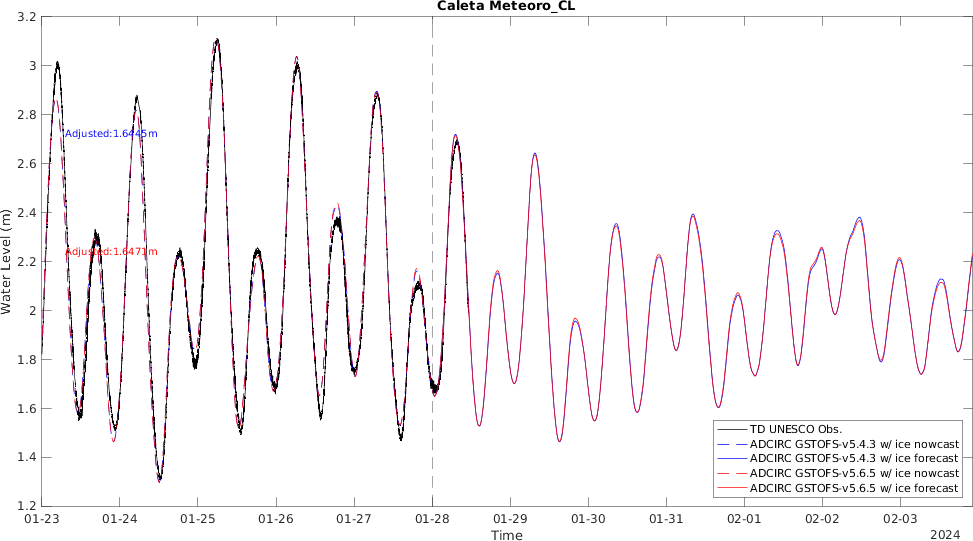 Caleta Meteoro_CL
3.2
3
2.8
2.6
2.4
2.2
2
1.8
1.6
1.4
1.2
Water Level (m)
Adjusted:1.6445m
Adjusted:1.6471m
TD UNESCO Obs.
ADCIRC GSTOFS-v5.4.3 w/ ice nowcast
ADCIRC GSTOFS-v5.4.3 w/ ice forecast
ADCIRC GSTOFS-v5.6.5 w/ ice nowcast
ADCIRC GSTOFS-v5.6.5 w/ ice forecast
01-23 01-24 01-25 01-26 01-27 01-28 01-29 01-30 01-31 02-01 02-02 02-03
Time
2024